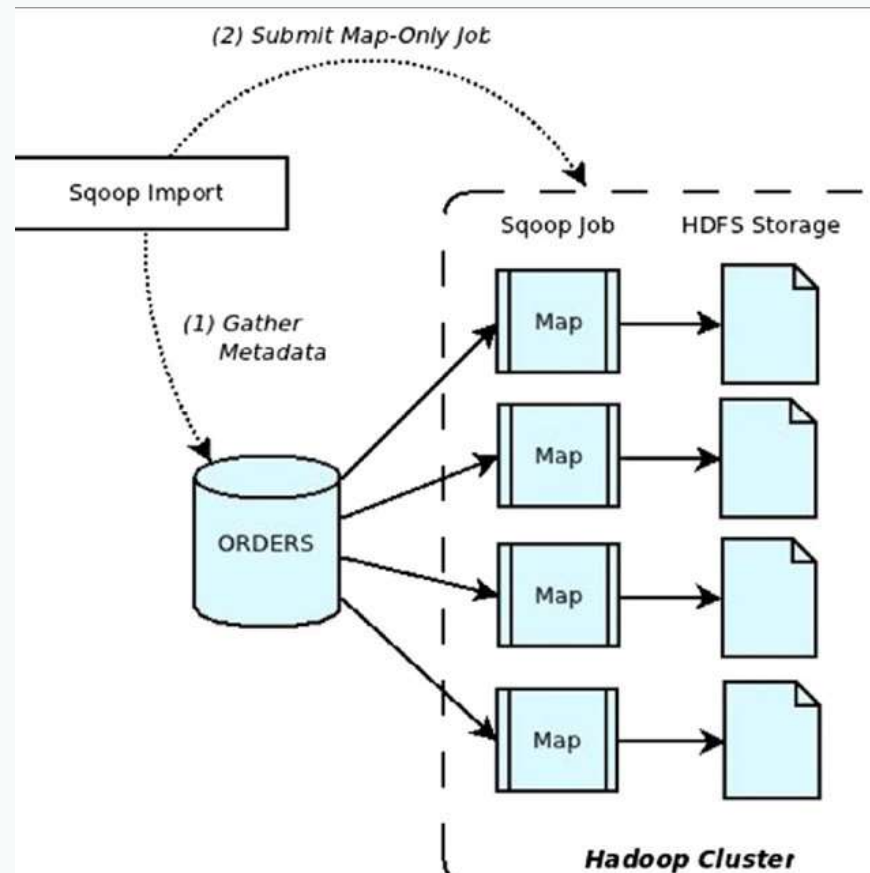 (2) Submit Map-Only Job
Sqoop Import
Sqoop Job
HDFS Storage
(1) Gather
Metadata
Map
Map
ORDERS
Map
Map
Hadoop Cluster